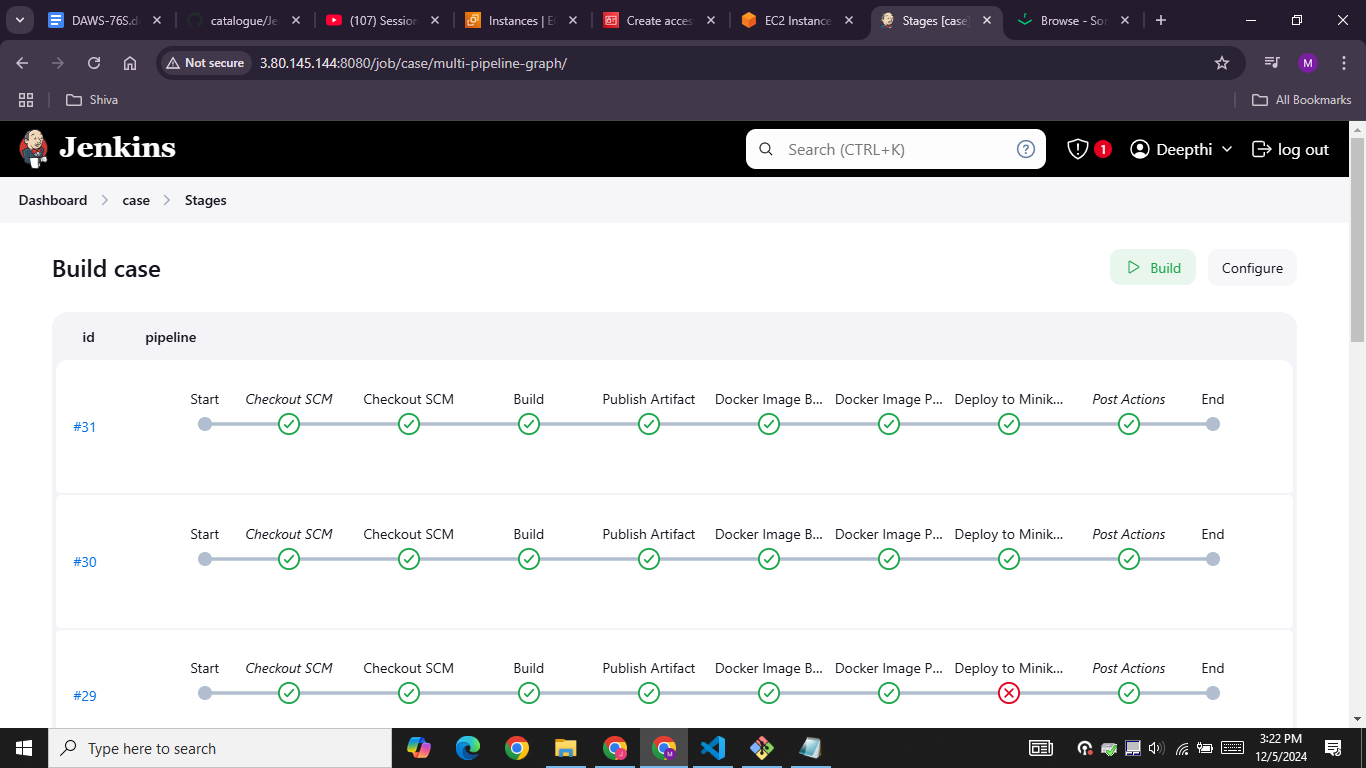 DAWS-76S.d
catalogue/Je
(107) Session
Instances | E
Create acces
EC2 Instance
Stages [case]
Browse - Sor
Not secure
3.80.145.144:8080/job/case/multi-pipeline-graph/
M
Shiva
All Bookmarks
Jenkins
Search (CTRL+K)
1
Deepthi
log out
Dashboard
case
Stages
Build case
Build
Configure
id
pipeline
Start Checkout SCM Checkout SCM Build Publish Artifact Docker Image B... Docker Image P... Deploy to Minik... Post Actions End
#31
Start Checkout SCM Checkout SCM Build Publish Artifact Docker Image B... Docker Image P... Deploy to Minik... Post Actions End
#30
Start Checkout SCM Checkout SCM Build Publish Artifact Docker Image B... Docker Image P... Deploy to Minik... Post Actions End
#29
Type here to search
3:22 PM
12/5/2024